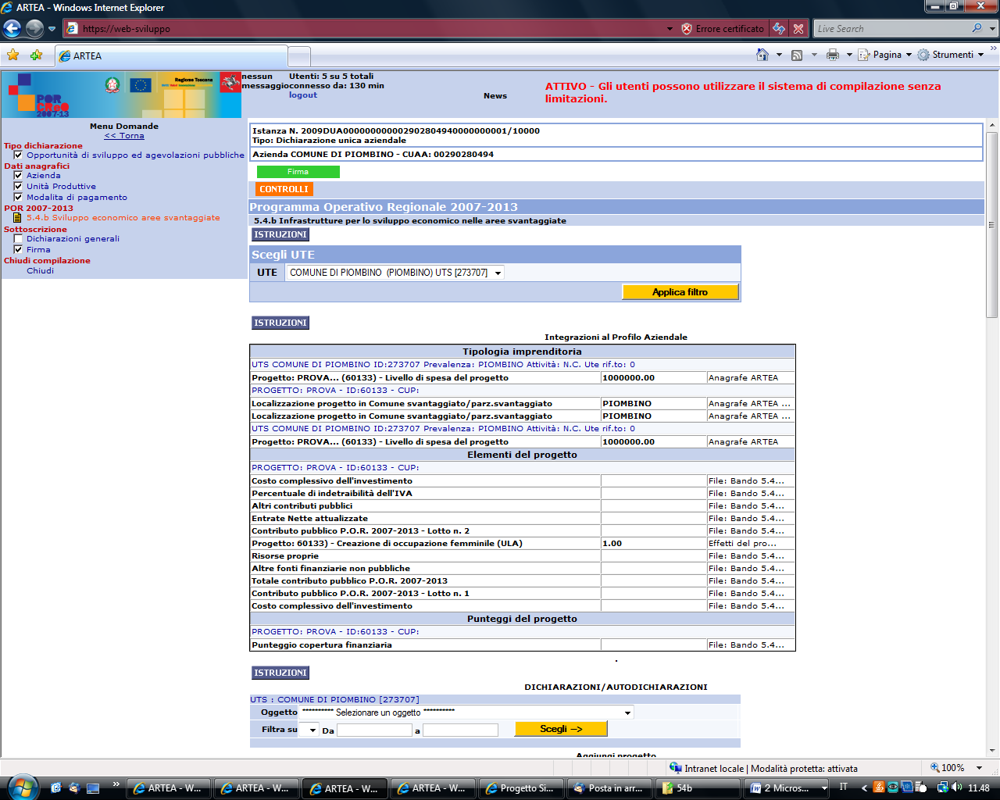 ARTEA - Windows Internet Explorer
https://web-sviluppo
Errore certificato
Live Search
ARTEA
Pagina
Strumenti
POR CReO 2007-13
Regione Toscana
nessun messaggio
Utenti: 5 su 5 totali
connesso da: 130 min
logout
News
ATTIVO - Gli utenti possono utilizzare il sistema di compilazione senza limitazioni.
Menu Domande
<< Torna
Tipo dichiarazione
Opportunità di sviluppo ed agevolazioni pubbliche
Dati anagrafici
Azienda
Unità Produttive
Modalita di pagamento
POR 2007-2013
5.4.b Sviluppo economico aree svantaggiate
Sottoscrizione
Dichiarazioni generali
Firma
Chiudi compilazione
Chiudi
Istanza N. 2009DUA00000000000290280494000000001/10000
Tipo: Dichiarazione unica aziendale
Azienda COMUNE DI PIOMBINO - CUAA: 00290280494
Firma
CONTROLLI
Programma Operativo Regionale 2007-2013
5.4.b Infrastrutture per lo sviluppo economico nelle aree svantaggiate
ISTRUZIONI
Scegli UTE
UTE COMUNE DI PIOMBINO (PIOMBINO) UTS [273707]
Applica filtro
ISTRUZIONI
Integrazioni al Profilo Aziendale
Tipologia imprenditoria
UTS COMUNE DI PIOMBINO ID:273707 Prevalenza: PIOMBINO Attività: N.C. Ute rif.to: 0
Progetto: PROVA... (60133) - Livello di spesa del progetto 1000000.00 Anagrafe ARTEA
PROGETTO: PROVA - ID:60133 - CUP:
Localizzazione progetto in Comune svantaggiato/parz.svantaggiato PIOMBINO Anagrafe ARTEA ...
Localizzazione progetto in Comune svantaggiato/parz.svantaggiato PIOMBINO Anagrafe ARTEA ...
UTS COMUNE DI PIOMBINO ID:273707 Prevalenza: PIOMBINO Attività: N.C. Ute rif.to: 0
Progetto: PROVA... (60133) - Livello di spesa del progetto 1000000.00 Anagrafe ARTEA
Elementi del progetto
PROGETTO: PROVA - ID:60133 - CUP:
Costo complessivo dell'investimento File: Bando 5.4...
Percentuale di indetraibilità dell'IVA File: Bando 5.4...
Altri contributi pubblici File: Bando 5.4...
Entrate Nette attualizzate File: Bando 5.4...
Contributo pubblico P.O.R. 2007-2013 - Lotto n. 2 File: Bando 5.4...
Progetto: 60133) - Creazione di occupazione femminile (ULA) 1.00 Effetti del pro...
Risorse proprie File: Bando 5.4...
Altre fonti finanziarie non pubbliche File: Bando 5.4...
Totale contributo pubblico P.O.R. 2007-2013 File: Bando 5.4...
Contributo pubblico P.O.R. 2007-2013 - Lotto n. 1 File: Bando 5.4...
Costo complessivo dell'investimento File: Bando 5.4...
Punteggi del progetto
PROGETTO: PROVA - ID:60133 - CUP:
Punteggio copertura finanziaria File: Bando 5.4...
.
ISTRUZIONI
DICHIARAZIONI/AUTODICHIARAZIONI
UTS : COMUNE DI PIOMBINO [273707]
Oggetto ********** Selezionare un oggetto **********
Filtra su Da a Scegli -->
Aggiungi progetto
Intranet locale | Modalità protetta: attivata
100%
ARTEA - W...
ARTEA - W...
ARTEA - W...
ARTEA - W...
Progetto Si...
Posta in arr...
54b
2 Micros...
IT
11.48